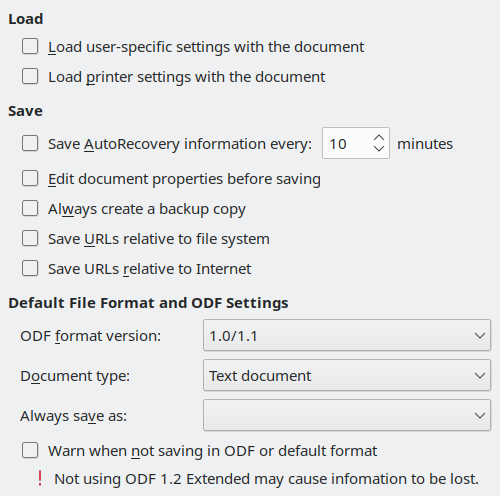 Load
Load user-specific settings with the document
Load printer settings with the document
Save
Save AutoRecovery information every: 10 minutes
Edit document properties before saving
Always create a backup copy
Save URLs relative to file system
Save URLs relative to Internet
Default File Format and ODF Settings
ODF format version: 1.0/1.1
Document type: Text document
Always save as:
Warn when not saving in ODF or default format
! Not using ODF 1.2 Extended may cause infomation to be lost.